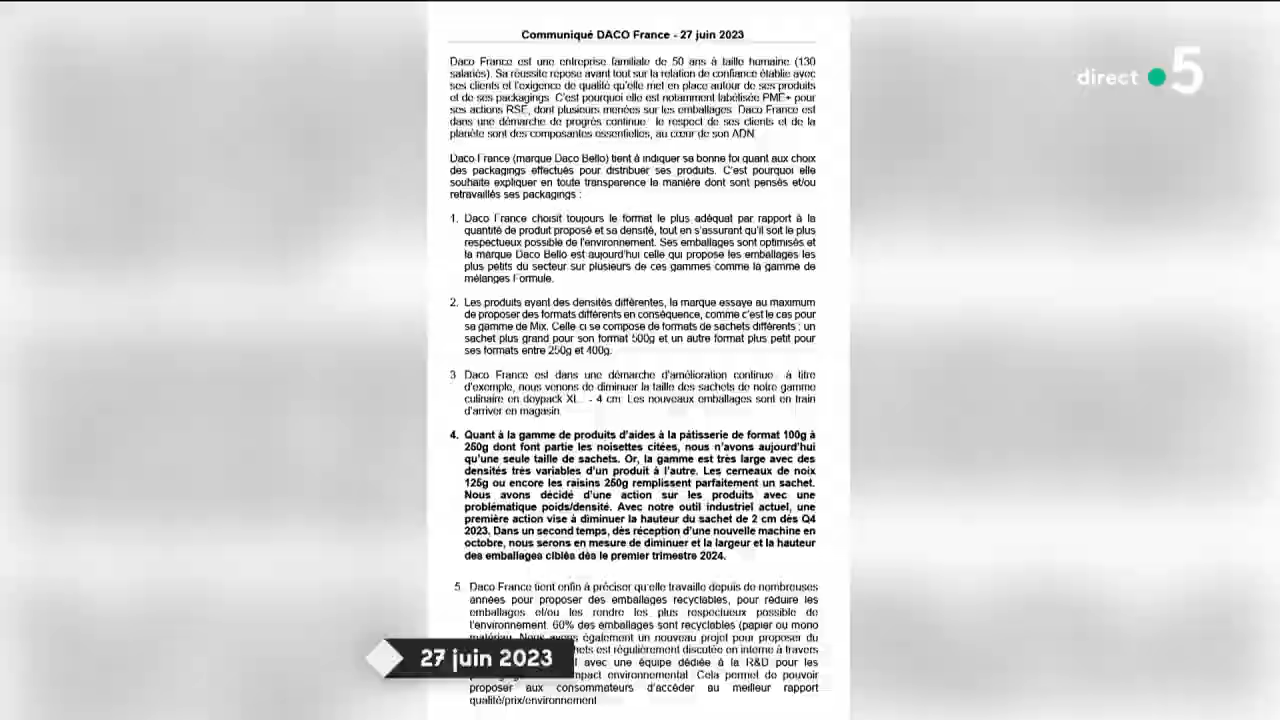 Communiqué DACO France - 27 juin 2023
direct 5
Daco France est une entreprise familiale de 50 ans à taille humaine (130
salariés). Sa réussite repose avant tout sur la relation de confiance établie avec
ses clients et l'exigence de qualité qu'elle met en place autour de ses produits
et de ses packagings. C'est pourquoi elle est notamment labélisée PME+ pour
ses actions RSE, dont plusieurs menées sur les emballages. Daco France est
dans une démarche de progrès continue : le respect de ses clients et de la
planète sont des composantes essentielles, au cœur de son ADN.
Daco France (marque Daco Bello) tient à indiquer sa bonne foi quant aux choix
des packagings effectués pour distribuer ses produits. C'est pourquoi elle
souhaite expliquer en toute transparence la manière dont sont pensés et/ou
retravaillés ses packagings :
1. Daco France choisit toujours le format le plus adéquat par rapport à la
quantité de produit proposé et sa densité, tout en s'assurant qu'il soit le plus
respectueux possible de l'environnement. Ses emballages sont optimisés et
la marque Daco Bello est aujourd'hui celle qui propose les emballages les
plus petits du secteur sur plusieurs de ces gammes comme la gamme de
mélanges Formule.
2. Les produits ayant des densités différentes, la marque essaye au maximum
de proposer des formats différents en conséquence, comme c'est le cas pour
sa gamme de Mix. Celle ci se compose de formats de sachets différents : un
sachet plus grand pour son format 500g et un autre format plus petit pour
ses formats entre 250g et 400g.
3 Daco France est dans une démarche d'amélioration continue : à titre
d'exemple, nous venons de diminuer la taille des sachets de notre gamme
culinaire en doypack XL : - 4 cm. Les nouveaux emballages sont en train
d'arriver en magasin.
4. Quant à la gamme de produits d'aides à la pâtisserie de format 100g à
250g dont font partie les noisettes citées, nous n'avons aujourd'hui
qu'une seule taille de sachets. Or, la gamme est très large avec des
densités très variables d'un produit à l'autre. Les cerneaux de noix
125g ou encore les raisins 250g remplissent parfaitement un sachet.
Nous avons décidé d'une action sur les produits avec une
problématique poids/densité. Avec notre outil industriel actuel, une
première action vise à diminuer la hauteur du sachet de 2 cm dès Q4
2023. Dans un second temps, dès réception d'une nouvelle machine en
octobre, nous serons en mesure de diminuer et la largeur et la hauteur
des emballages ciblés dès le premier trimestre 2024.
5 Daco France tient enfin à préciser qu'elle travaille depuis de nombreuses
années pour proposer des emballages recyclables, pour réduire les
emballages et/ou les rendre les plus respectueux possible de
l'environnement. 60% des emballages sont recyclables (papier ou mono
matériau. Nous avons également un nouveau projet pour proposer du
est régulièrement discutée en interne à travers
avec une équipe dédiée à la R&D pour les
impact environnemental. Cela permet de pouvoir
proposer aux consommateurs d'accéder au meilleur rapport
qualité/prix/environnement
27 juin 2023